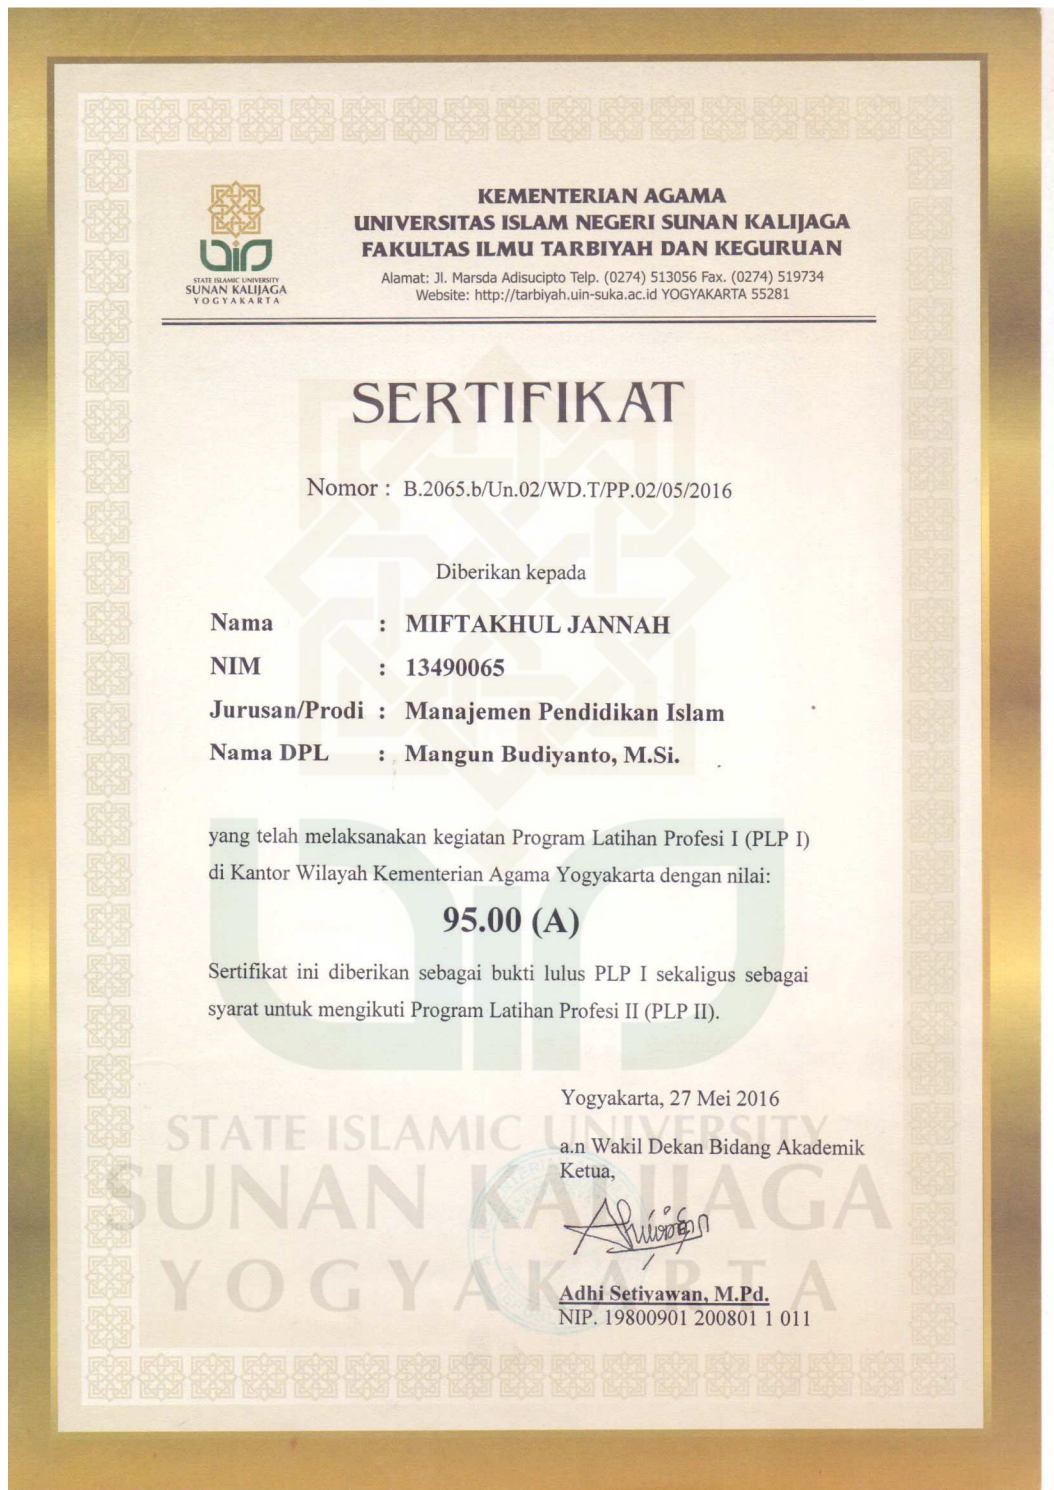 KEMENTERIAN AGAMA
UNIVERSITAS ISLAM NEGERI SUNAN KALIJAGA
FAKULTAS ILMU TARBIYAH DAN KEGURUAN
Alamat: Jl. Marsda Adisucipto Telp. (0274) 513056 Fax. (0274) 519734
Website: http://tarbiyah.uin-suka.ac.id YOGYAKARTA 55281
uin
STATE ISLAMIC UNIVERSITY
SUNAN KALIJAGA
YOGYAKARTA
SERTIFIKAT
Nomor : B.2065.b/Un.02/WD.T/PP.02/05/2016
Diberikan kepada
Nama : MIFTAKHUL JANNAH
NIM : 13490065
Jurusan/Prodi : Manajemen Pendidikan Islam
Nama DPL : Mangun Budiyanto, M.Si.
yang telah melaksanakan kegiatan Program Latihan Profesi I (PLP I)
di Kantor Wilayah Kementerian Agama Yogyakarta dengan nilai:
95.00 (A)
Sertifikat ini diberikan sebagai bukti lulus PLP I sekaligus sebagai
syarat untuk mengikuti Program Latihan Profesi II (PLP II).
Yogyakarta, 27 Mei 2016
a.n Wakil Dekan Bidang Akademik
Ketua,
Adhi Setiyawan, M.Pd.
NIP. 19800901 200801 1 011
STATE ISLAMIC UNIVERSITY
SUNAN KALIJAGA
YOGYAKARTA